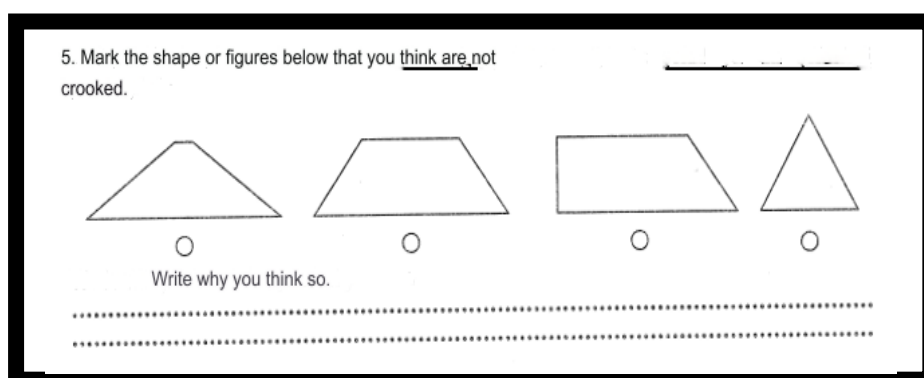 5. Mark the shape or figures below that you think are not
crooked.
Write why you think so.